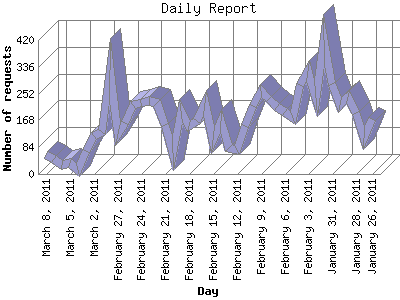 Daily Report
Number of requests
420
336
252
168
84
0
March 8, 2011
March 5, 2011
March 2, 2011
February 27, 2011
February 24, 2011
February 21, 2011
February 18, 2011
February 15, 2011
February 12, 2011
February 9, 2011
February 6, 2011
February 3, 2011
January 31, 2011
January 28, 2011
January 26, 2011
Day